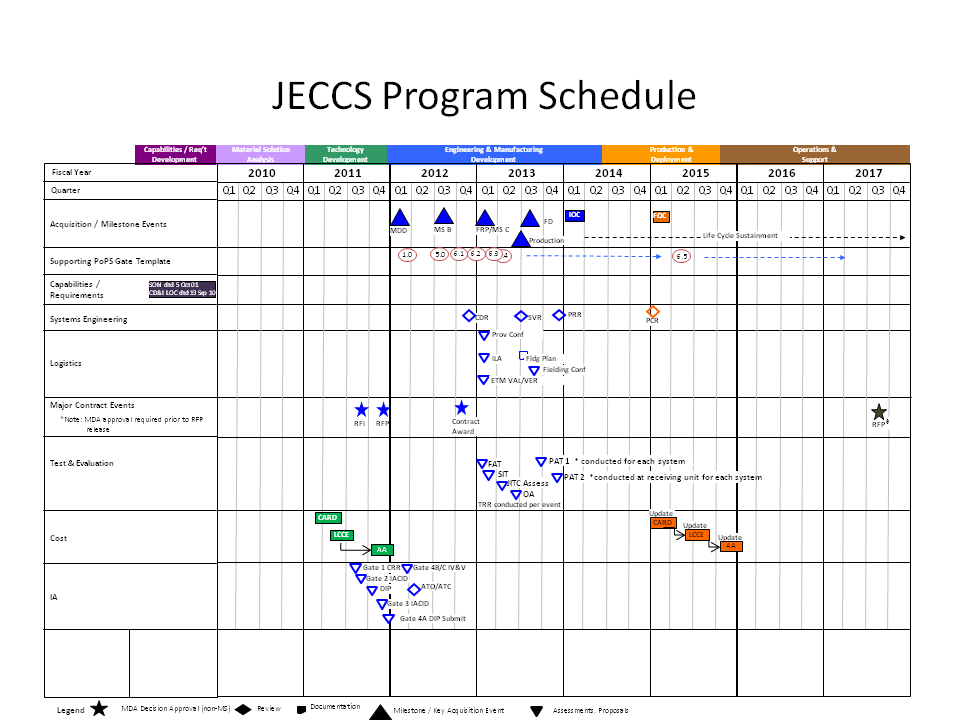 JECCS Program Schedule
Capabilities / Req't
Development
Materiel Solution
Analysis
Technology
Development
Engineering & Manufacturing
Development
Production &
Deployment
Operations &
Support
Fiscal Year
2010 2011 2012 2013 2014 2015 2016 2017
Quarter
Q1 Q2 Q3 Q4 Q1 Q2 Q3 Q4 Q1 Q2 Q3 Q4 Q1 Q2 Q3 Q4 Q1 Q2 Q3 Q4 Q1 Q2 Q3 Q4 Q1 Q2 Q3 Q4 Q1 Q2 Q3 Q4
Acquisition / Milestone Events
MDD
MS B
FRP/MS C
FD
Production
IOC
FOC
Life Cycle Sustainment
Supporting PoPS Gate Template
1.0 5.0 6.1 6.2 6.3 4 6.5
Capabilities /
Requirements
SON dtd 5 Oct 01
CD&I LOC dtd 13 Sep 10
Systems Engineering
CDR
SVR
PRR
PCR
Logistics
Prov Conf
ILA
Fldg Plan
Fielding Conf
ETM VAL/VER
Major Contract Events
*Note: MDA approval required prior to RFP
release
RFI
RFP
Contract
Award
RFP*
Test & Evaluation
FAT
SIT
JITC Assess
OA
TRR conducted per event
PAT 1 * conducted for each system
PAT 2 *conducted at receiving unit for each system
Cost
CARD
LCCE
AA
Update
CARD
Update
LCCE
Update
AA
IA
Gate 1 CRR
Gate 2 IACID
DIP
Gate 3 IACID
Gate 4A DIP Submit
Gate 4B/C IV&V
ATO/ATC
Legend
MDA Decision Approval (non-MS)
Review
Documentation
Milestone / Key Acquisition Event
Assessments, Proposals